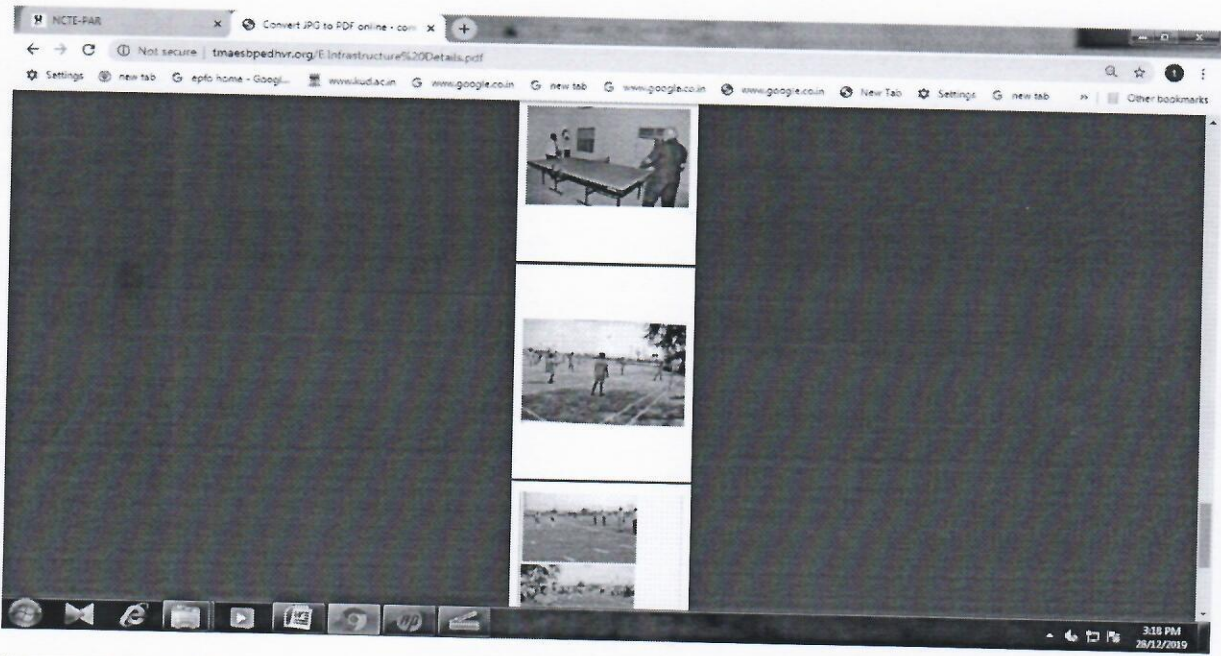 NCTE-PAR
Convert JPG to PDF online - con
Not secure | tmaesbpedhvr.org/E.Infrastructure%20Details.pdf
Settings new tab epfo home - Googl... www.kud.ac.in www.google.co.in new tab www.google.co.in www.google.co.in New Tab Settings new tab » Other bookmarks
3:18 PM
28/12/2019